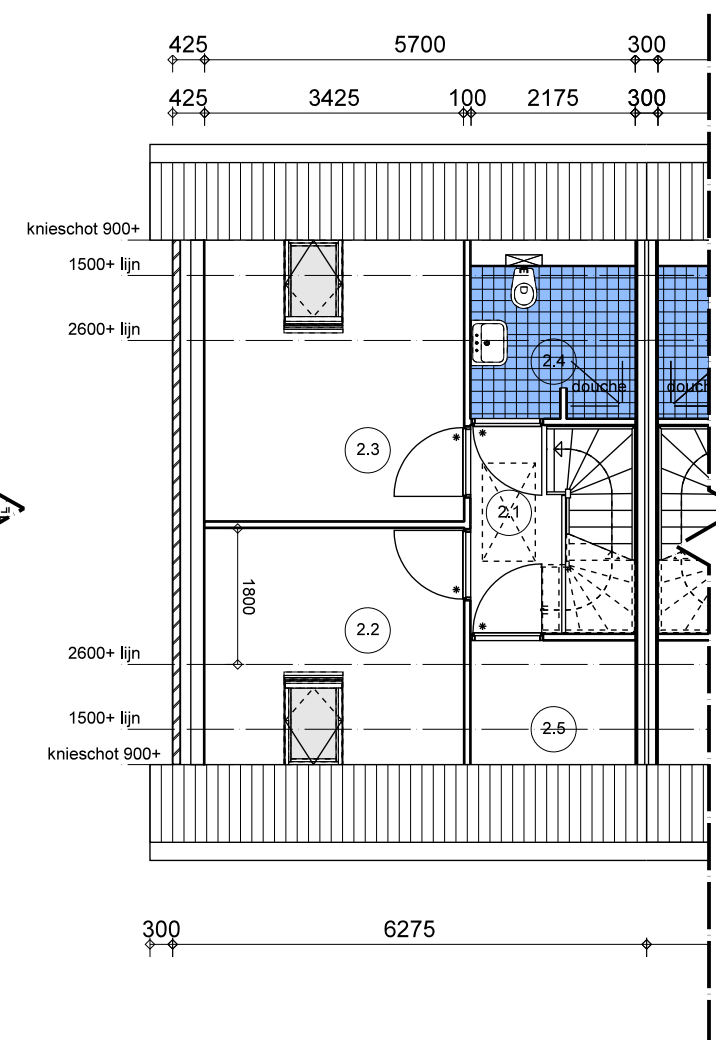 425 5700 300
425 3425 100 2175 300
knieschot 900+
1500+ lijn
2600+ lijn
2.4
douche
2.3
2.1
1800
2.2
2600+ lijn
1500+ lijn
2.5
knieschot 900+
300 6275